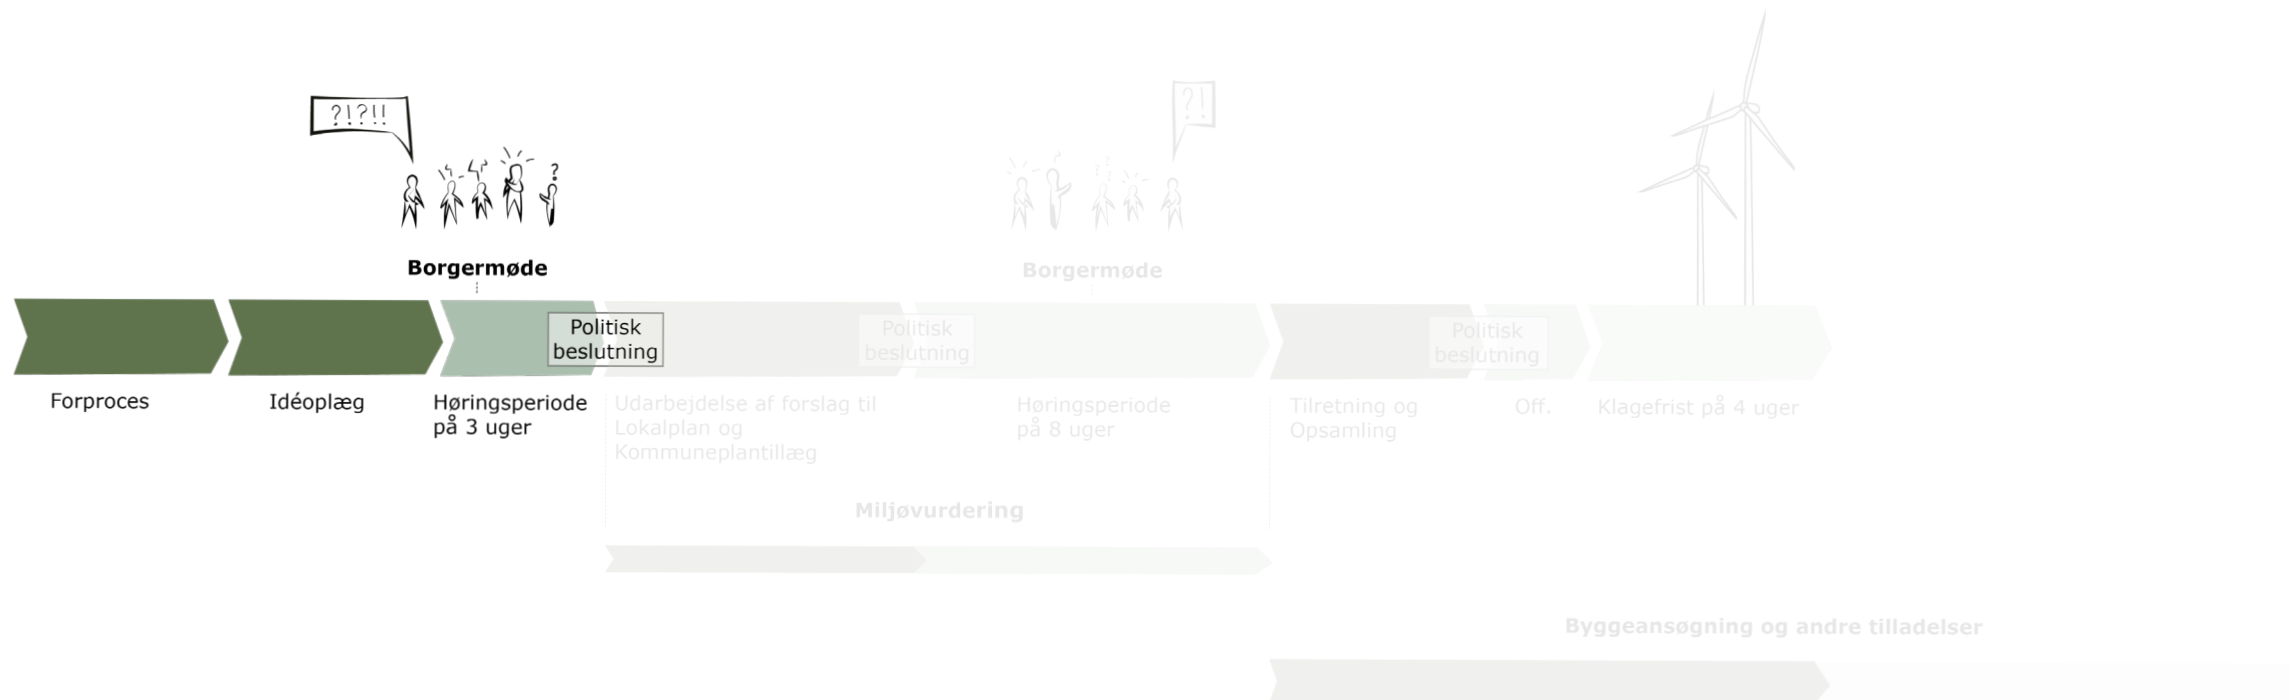 ?!?!!
?!
?
Borgermøde
Borgermøde
Politisk
beslutning
Politisk
beslutning
Politisk
beslutning
Forproces
Idéoplæg
Høringsperiode
på 3 uger
Udarbejdelse af forslag til
Lokalplan og
Kommuneplantillæg
Høringsperiode
på 8 uger
Tilretning og
Opsamling
Off.
Klagefrist på 4 uger
Miljøvurdering
Byggeansøgning og andre tilladelser